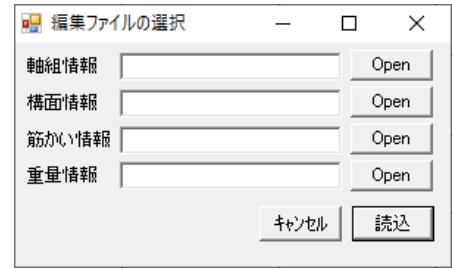 編集ファイルの選択
軸組情報 Open
構面情報 Open
筋かい情報 Open
重量情報 Open
キャンセル 読込